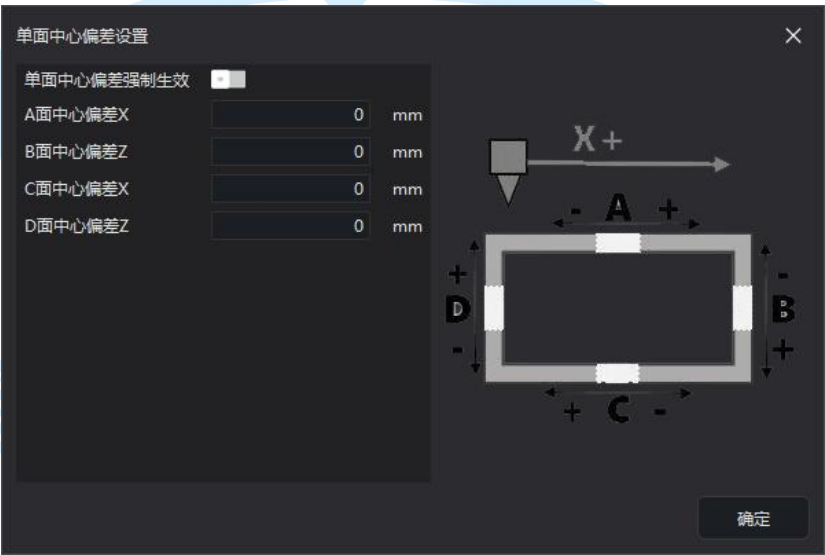 单面中心偏差设置
单面中心偏差强制生效
A面中心偏差X 0 mm
B面中心偏差Z 0 mm
C面中心偏差X 0 mm
D面中心偏差Z 0 mm
X+
- A +
+ D -
- B +
+ C -
确定